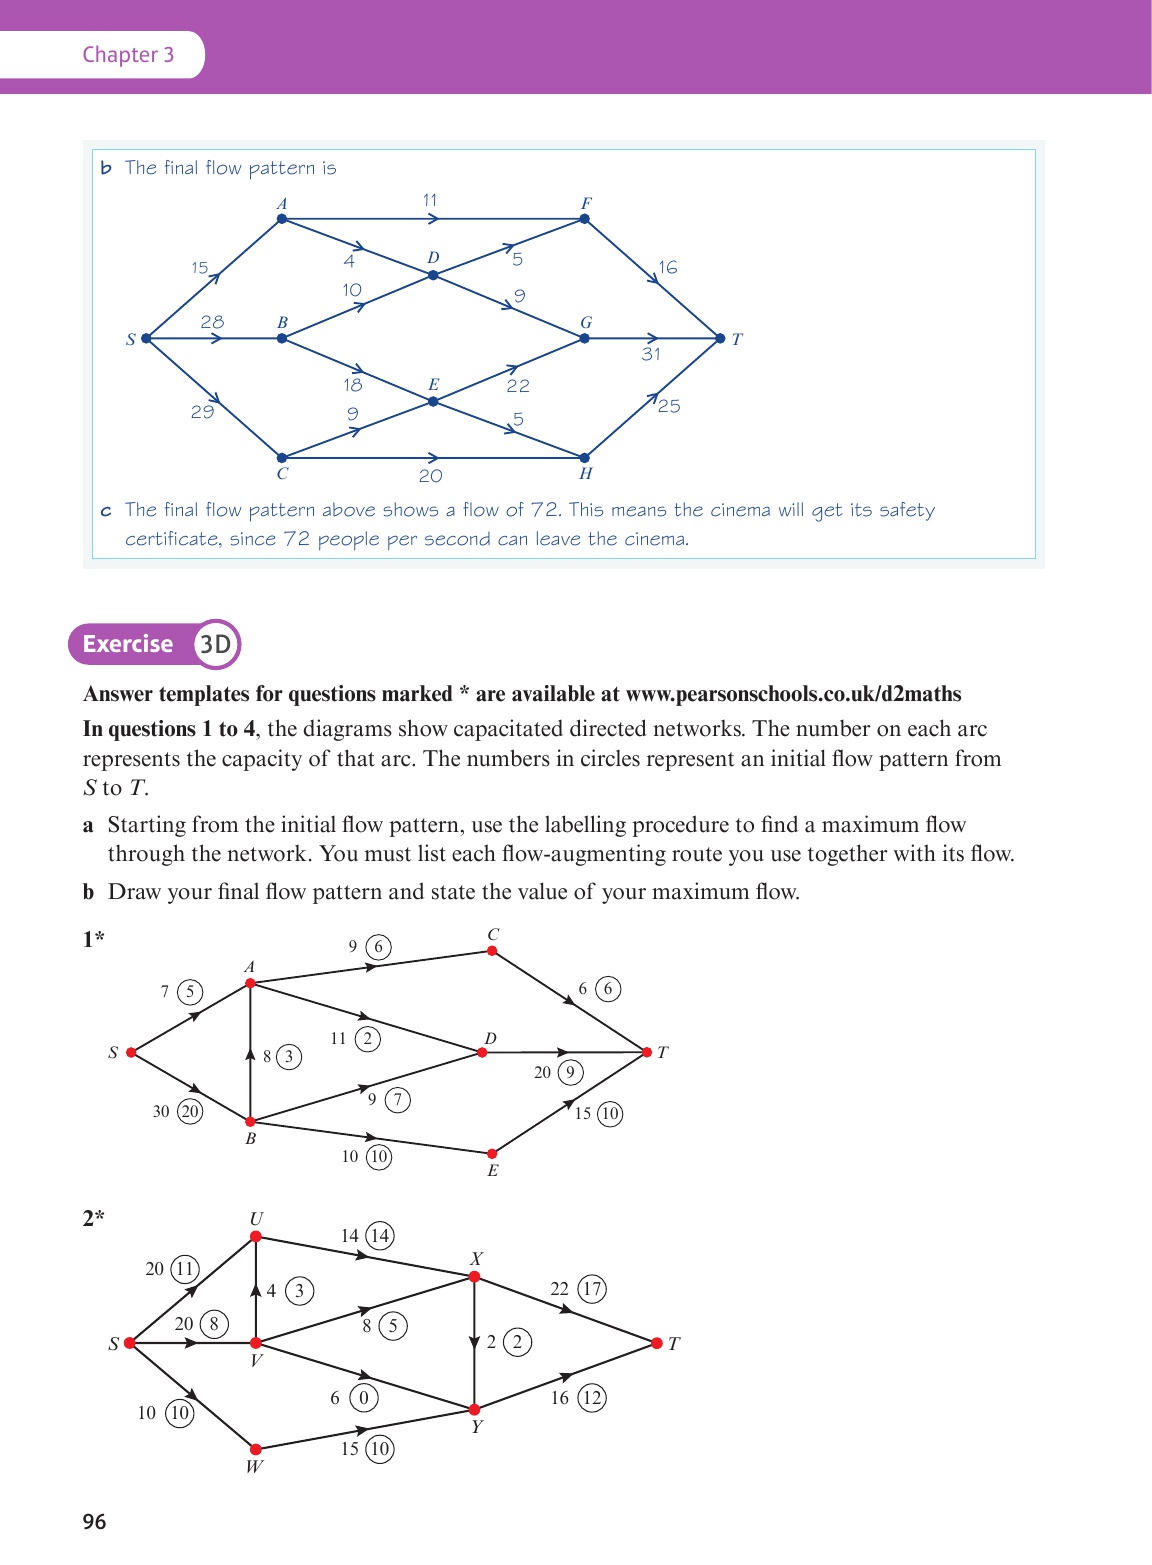 Chapter 3
b The final flow pattern is
A
11
F
15
4
D
5
16
10
9
S
28
B
G
T
31
18
E
22
29
9
5
25
C
20
H
c The final flow pattern above shows a flow of 72. This means the cinema will get its safety
certificate, since 72 people per second can leave the cinema.
Exercise 3D
Answer templates for questions marked * are available at www.pearsonschools.co.uk/d2maths
In questions 1 to 4, the diagrams show capacitated directed networks. The number on each arc
represents the capacity of that arc. The numbers in circles represent an initial flow pattern from
S to T.
a Starting from the initial flow pattern, use the labelling procedure to find a maximum flow
through the network. You must list each flow-augmenting route you use together with its flow.
b Draw your final flow pattern and state the value of your maximum flow.
1*
C
9 6
A
7 5
6 6
11 2
D
S
8 3
T
20 9
9 7
30 20
15 10
B
10 10
E
2*
U
14 14
X
20 11
4 3
22 17
20 8
8 5
S
V
2 2
T
6 0
16 12
10 10
Y
15 10
W
96